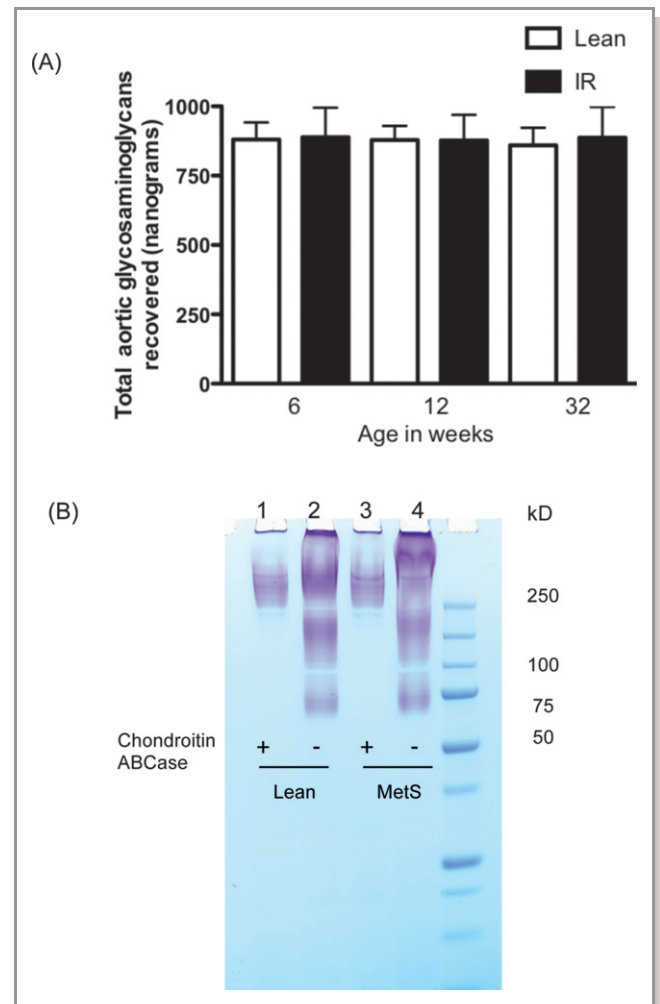 (A)
Lean
IR
Total aortic glycosaminoglycans
recovered (nanograms)
1000
750
500
250
0
6 12 32
Age in weeks
(B)
1 2 3 4 kD
250
100
75
50
Chondroitin
ABCase
+ - + -
Lean MetS